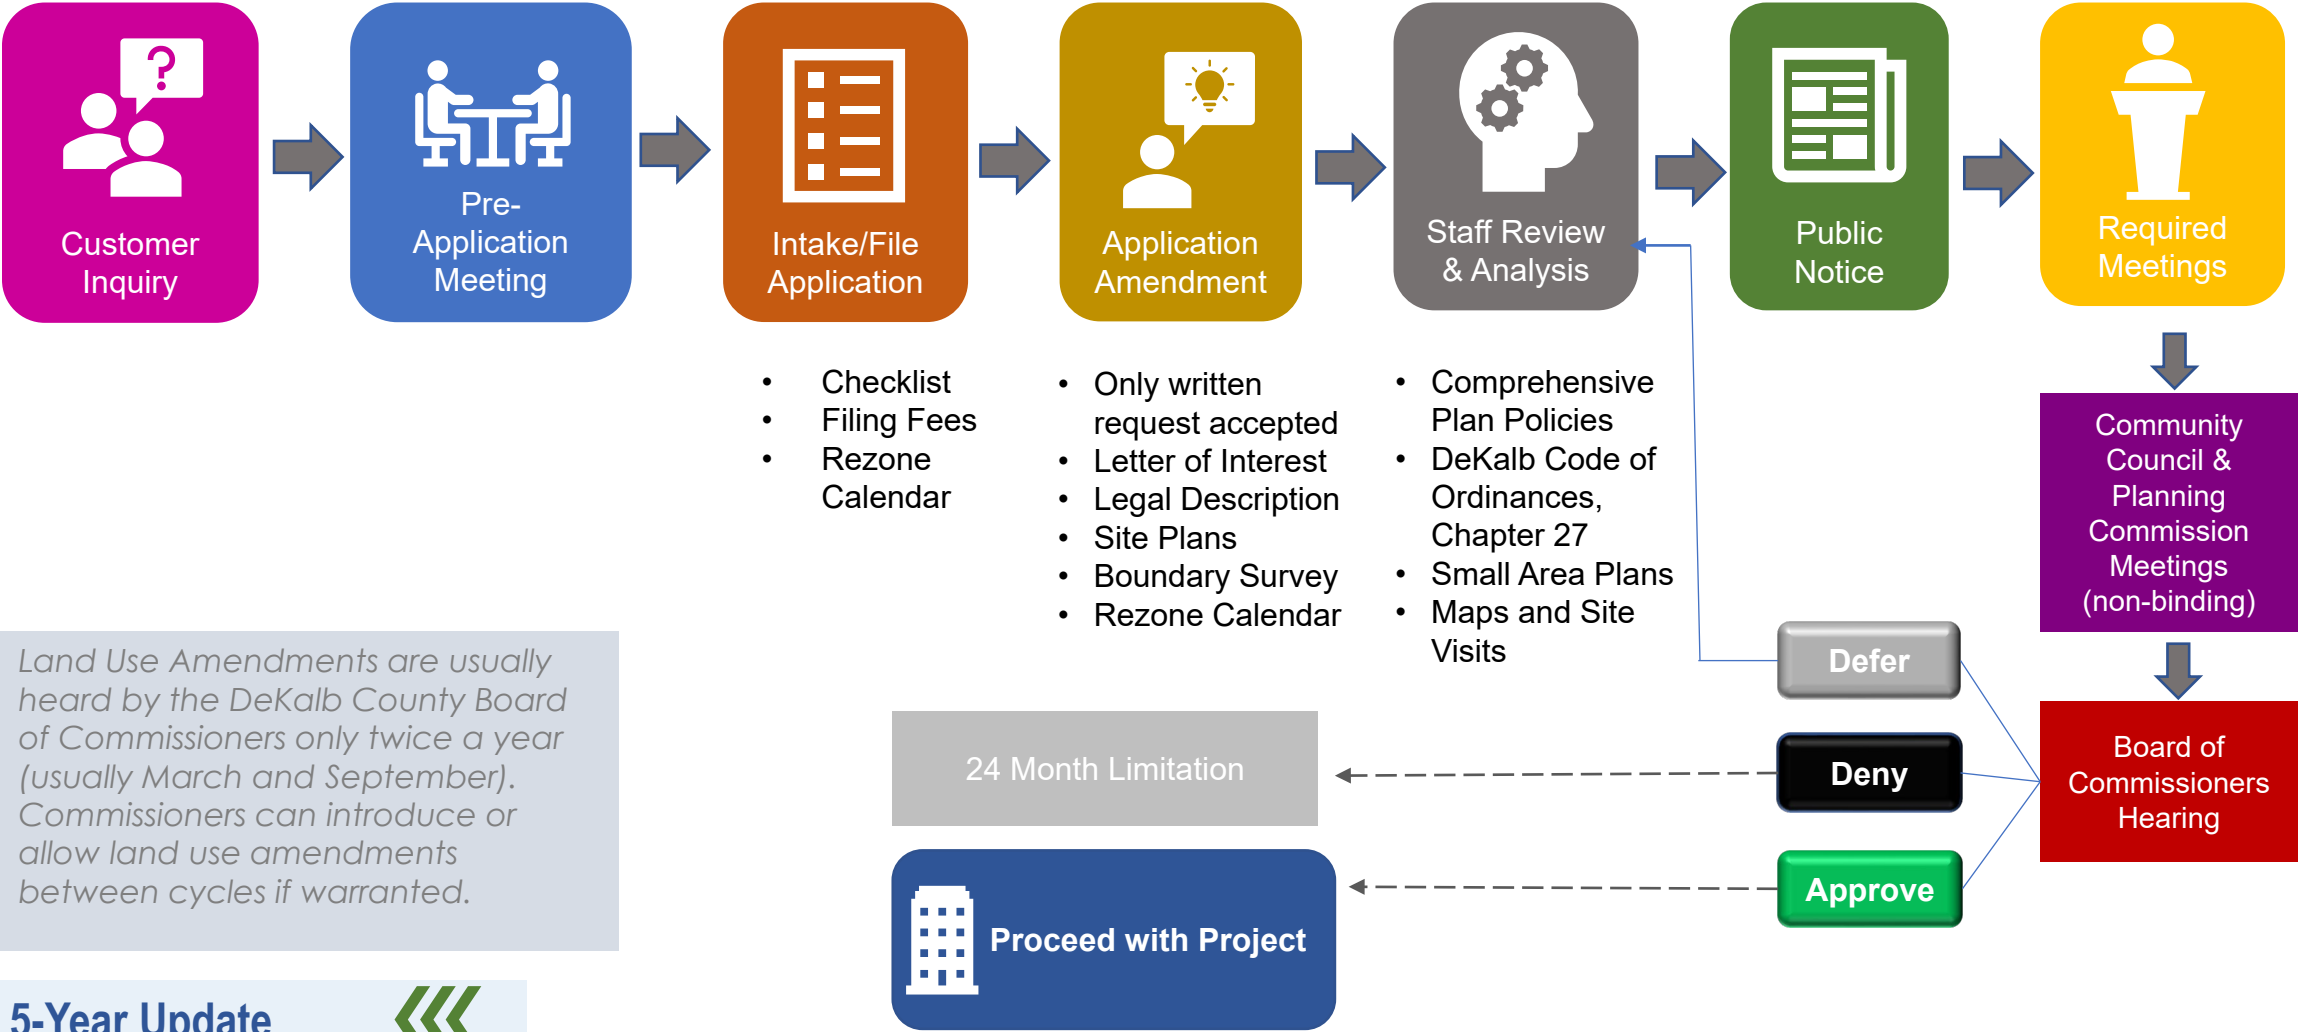 ?
Customer
Inquiry
Pre-
Application
Meeting
Intake/File
Application
Application
Amendment
Staff Review
& Analysis
Public
Notice
Required
Meetings
• Checklist
• Filing Fees
• Rezone
Calendar
• Only written
request accepted
• Letter of Interest
• Legal Description
• Site Plans
• Boundary Survey
• Rezone Calendar
• Comprehensive
Plan Policies
• DeKalb Code of
Ordinances,
Chapter 27
• Small Area Plans
• Maps and Site
Visits
Community
Council &
Planning
Commission
Meetings
(non-binding)
Board of
Commissioners
Hearing
Defer
Deny
Approve
24 Month Limitation
Proceed with Project
Land Use Amendments are usually
heard by the DeKalb County Board
of Commissioners only twice a year
(usually March and September).
Commissioners can introduce or
allow land use amendments
between cycles if warranted.
5-Year Update